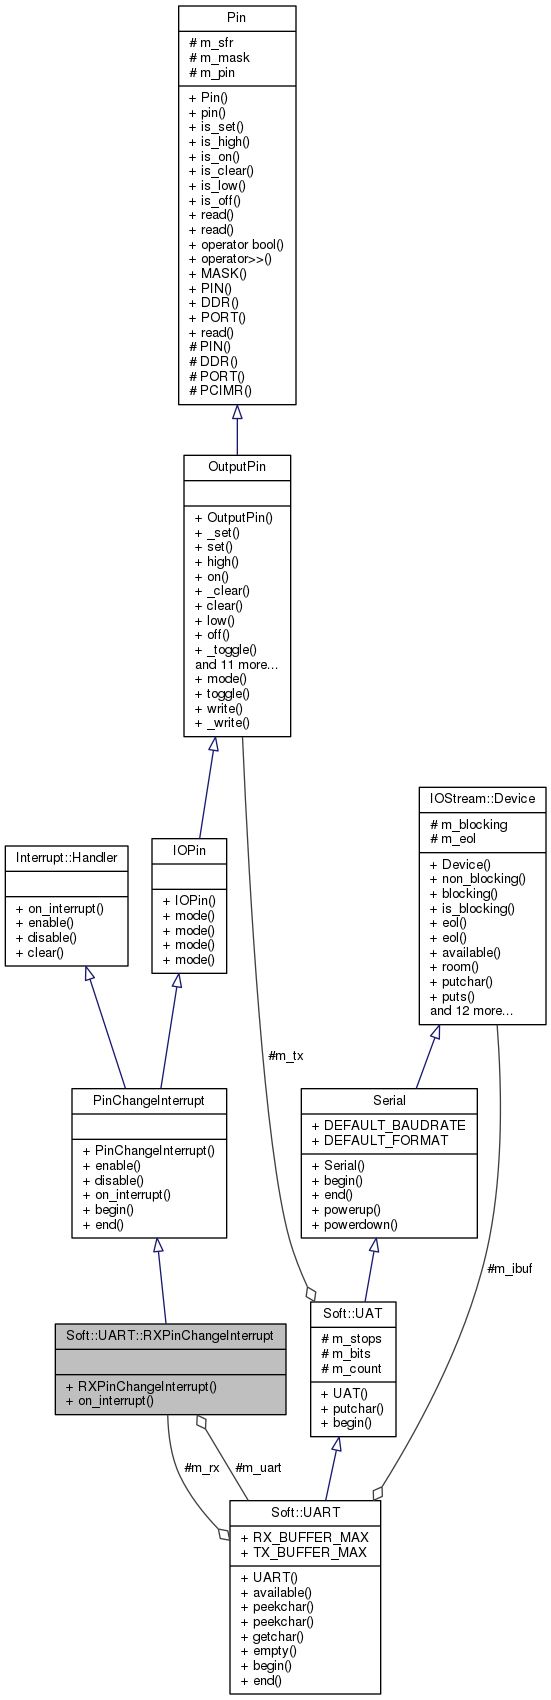 Pin
# m_sfr
# m_mask
# m_pin
+ Pin()
+ pin()
+ is_set()
+ is_high()
+ is_on()
+ is_clear()
+ is_low()
+ is_off()
+ read()
+ read()
+ operator bool()
+ operator>>()
+ MASK()
+ PIN()
+ DDR()
+ PORT()
+ read()
# PIN()
# DDR()
# PORT()
# PCIMR()
OutputPin
+ OutputPin()
+ _set()
+ set()
+ high()
+ on()
+ _clear()
+ clear()
+ low()
+ off()
+ _toggle()
and 11 more...
+ mode()
+ toggle()
+ write()
+ _write()
IOStream::Device
# m_blocking
# m_eol
+ Device()
+ non_blocking()
+ blocking()
+ is_blocking()
+ eol()
+ eol()
+ available()
+ room()
+ putchar()
+ puts()
and 12 more...
Interrupt::Handler
+ on_interrupt()
+ enable()
+ disable()
+ clear()
IOPin
+ IOPin()
+ mode()
+ mode()
+ mode()
+ mode()
#m_tx
PinChangeInterrupt
+ PinChangeInterrupt()
+ enable()
+ disable()
+ on_interrupt()
+ begin()
+ end()
Serial
+ DEFAULT_BAUDRATE
+ DEFAULT_FORMAT
+ Serial()
+ begin()
+ end()
+ powerup()
+ powerdown()
#m_ibuf
Soft::UAT
# m_stops
# m_bits
# m_count
+ UAT()
+ putchar()
+ begin()
Soft::UART::RXPinChangeInterrupt
+ RXPinChangeInterrupt()
+ on_interrupt()
#m_rx
#m_uart
Soft::UART
+ RX_BUFFER_MAX
+ TX_BUFFER_MAX
+ UART()
+ available()
+ peekchar()
+ peekchar()
+ getchar()
+ empty()
+ begin()
+ end()